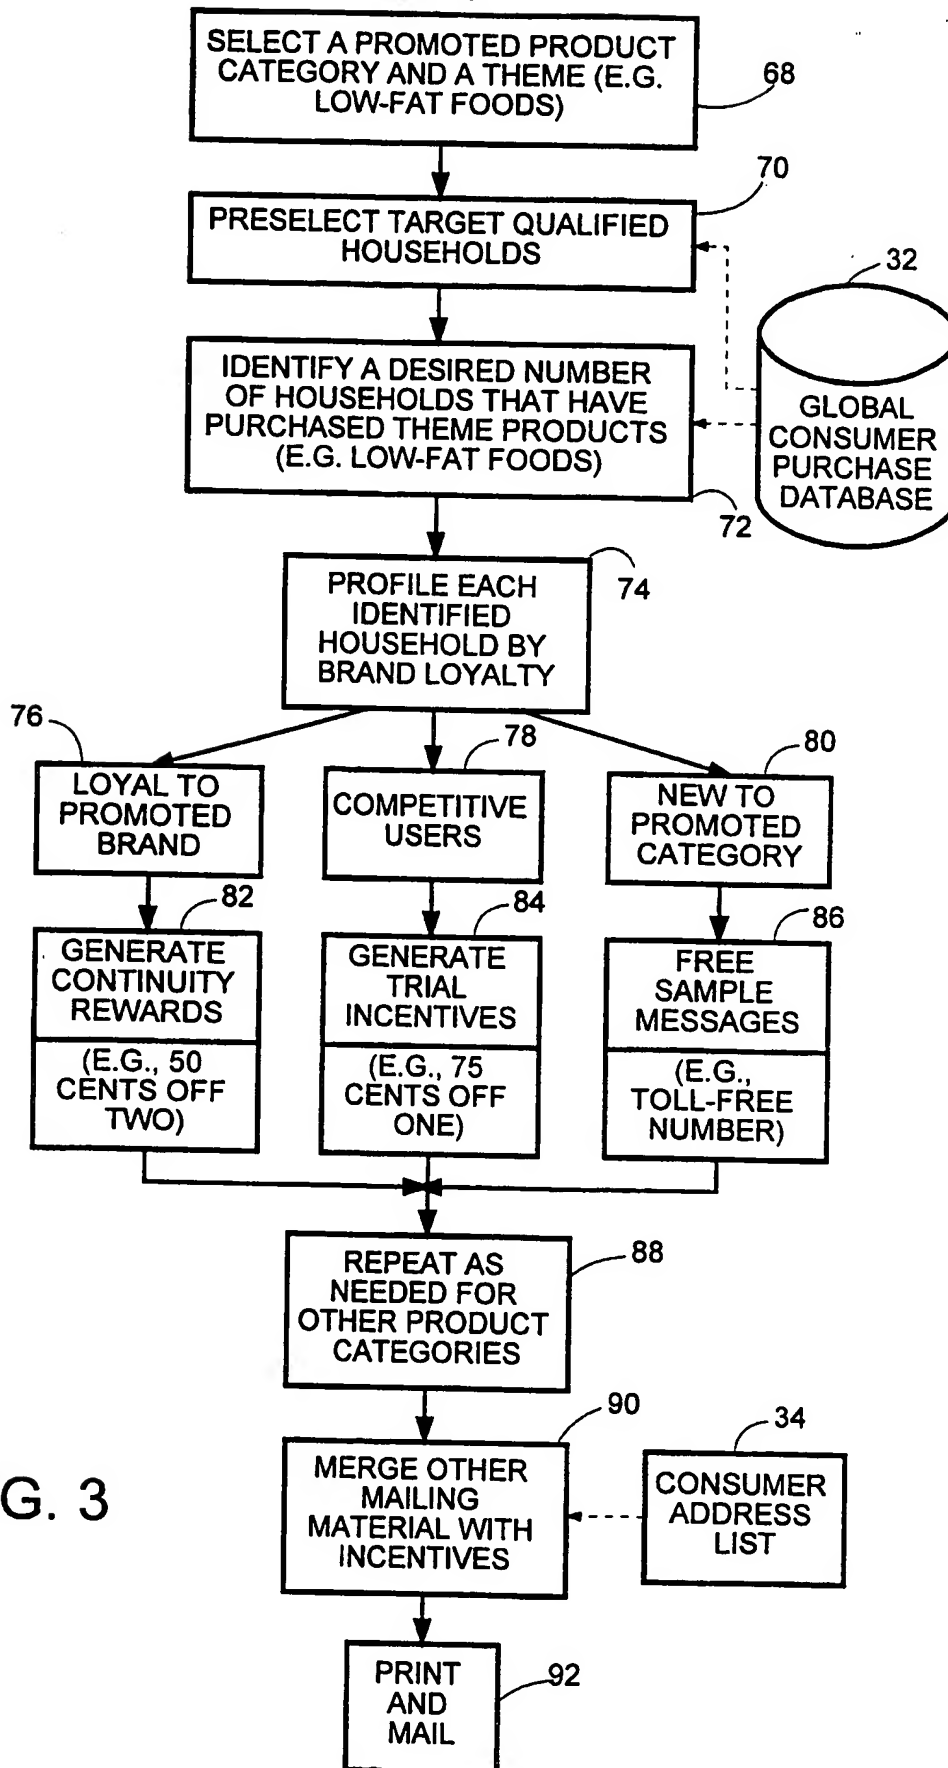 SELECT A PROMOTED PRODUCT
CATEGORY AND A THEME (E.G.
LOW-FAT FOODS)
68
70
PRESELECT TARGET QUALIFIED
HOUSEHOLDS
32
IDENTIFY A DESIRED NUMBER
OF HOUSEHOLDS THAT HAVE
PURCHASED THEME PRODUCTS
(E.G. LOW-FAT FOODS)
72
GLOBAL
CONSUMER
PURCHASE
DATABASE
74
PROFILE EACH
IDENTIFIED
HOUSEHOLD BY
BRAND LOYALTY
76
LOYAL TO
PROMOTED
BRAND
78
COMPETITIVE
USERS
80
NEW TO
PROMOTED
CATEGORY
82
GENERATE
CONTINUITY
REWARDS
(E.G., 50
CENTS OFF
TWO)
84
GENERATE
TRIAL
INCENTIVES
(E.G., 75
CENTS OFF
ONE)
86
FREE
SAMPLE
MESSAGES
(E.G.,
TOLL-FREE
NUMBER)
88
REPEAT AS
NEEDED FOR
OTHER PRODUCT
CATEGORIES
90
MERGE OTHER
MAILING
MATERIAL WITH
INCENTIVES
34
CONSUMER
ADDRESS
LIST
G. 3
PRINT
AND
MAIL
92